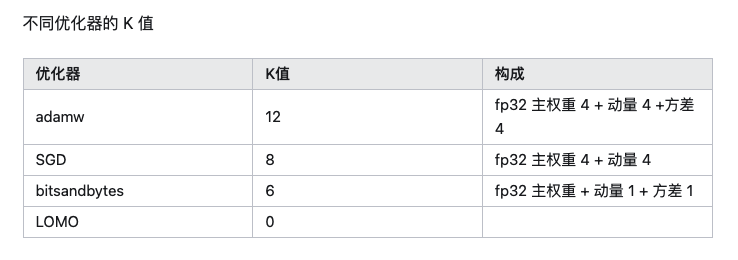 不同优化器的 K 值
优化器 K值 构成
adamw 12 fp32 主权重 4 + 动量 4 +方差
4
SGD 8 fp32 主权重 4 + 动量 4
bitsandbytes 6 fp32 主权重 + 动量 1 + 方差 1
LOMO 0